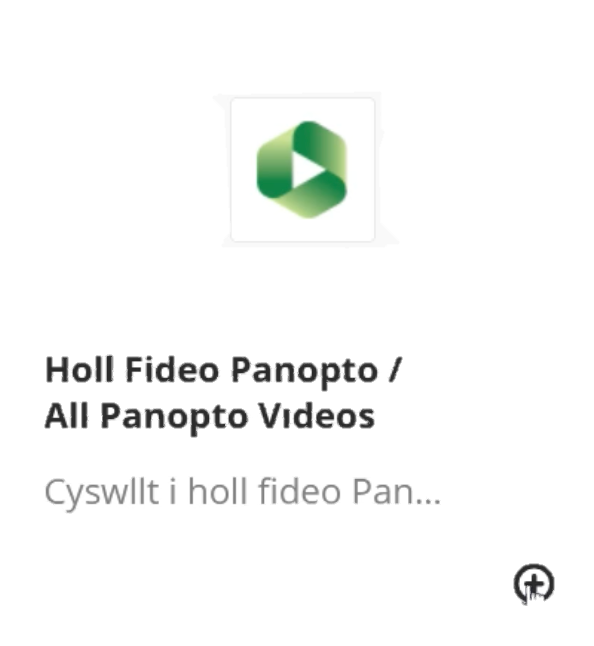 Holl Fideo Panopto /
All Panopto Videos
Cyswllt i holl fideo Pan...